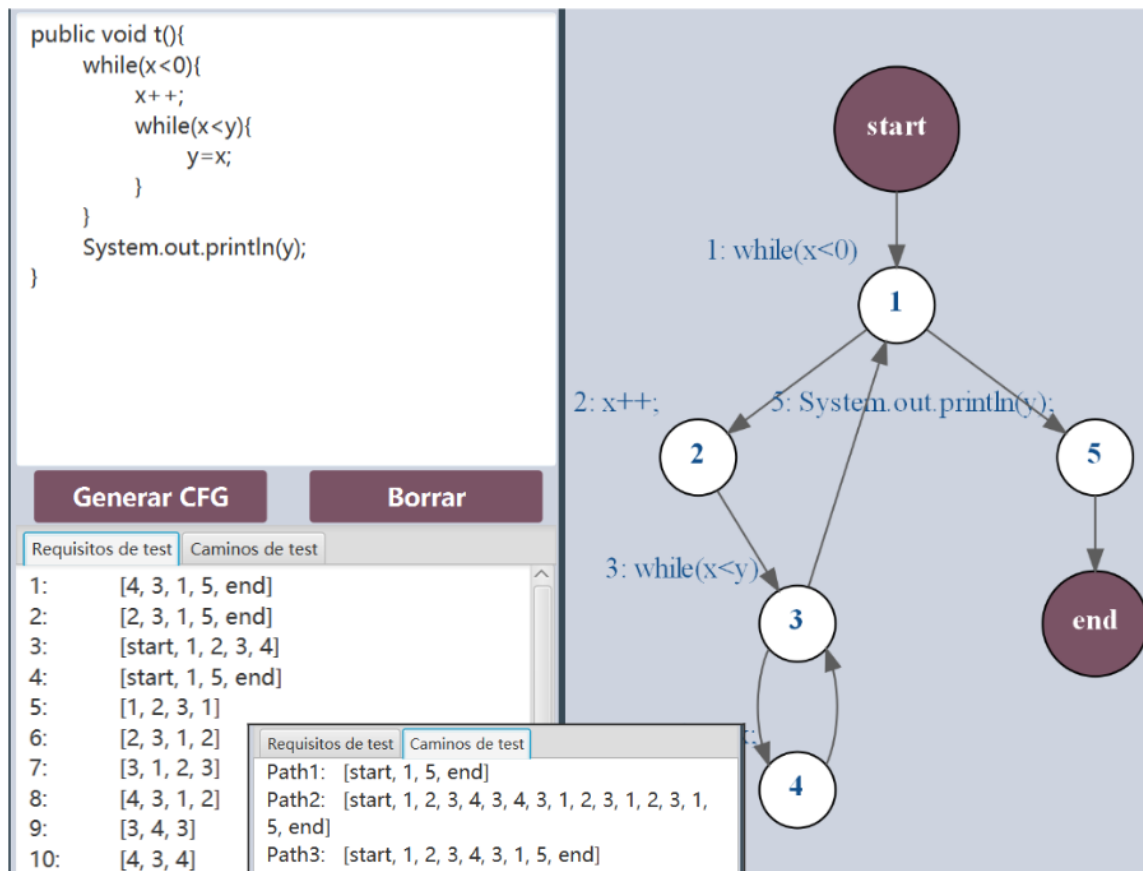 public void t(){
while(x<0){
x++;
while(x<y){
y=x;
}
}
System.out.println(y);
}
Generar CFG
Borrar
Requisitos de test
Caminos de test
1: [4, 3, 1, 5, end]
2: [2, 3, 1, 5, end]
3: [start, 1, 2, 3, 4]
4: [start, 1, 5, end]
5: [1, 2, 3, 1]
6: [2, 3, 1, 2]
7: [3, 1, 2, 3]
8: [4, 3, 1, 2]
9: [3, 4, 3]
10: [4, 3, 4]
Requisitos de test
Caminos de test
Path1: [start, 1, 5, end]
Path2: [start, 1, 2, 3, 4, 3, 4, 3, 1, 2, 3, 1, 2, 3, 1,
5, end]
Path3: [start, 1, 2, 3, 4, 3, 1, 5, end]
start
1: while(x<0)
1
2: x++;
5: System.out.println(y);
2
5
3: while(x<y)
3
end
4